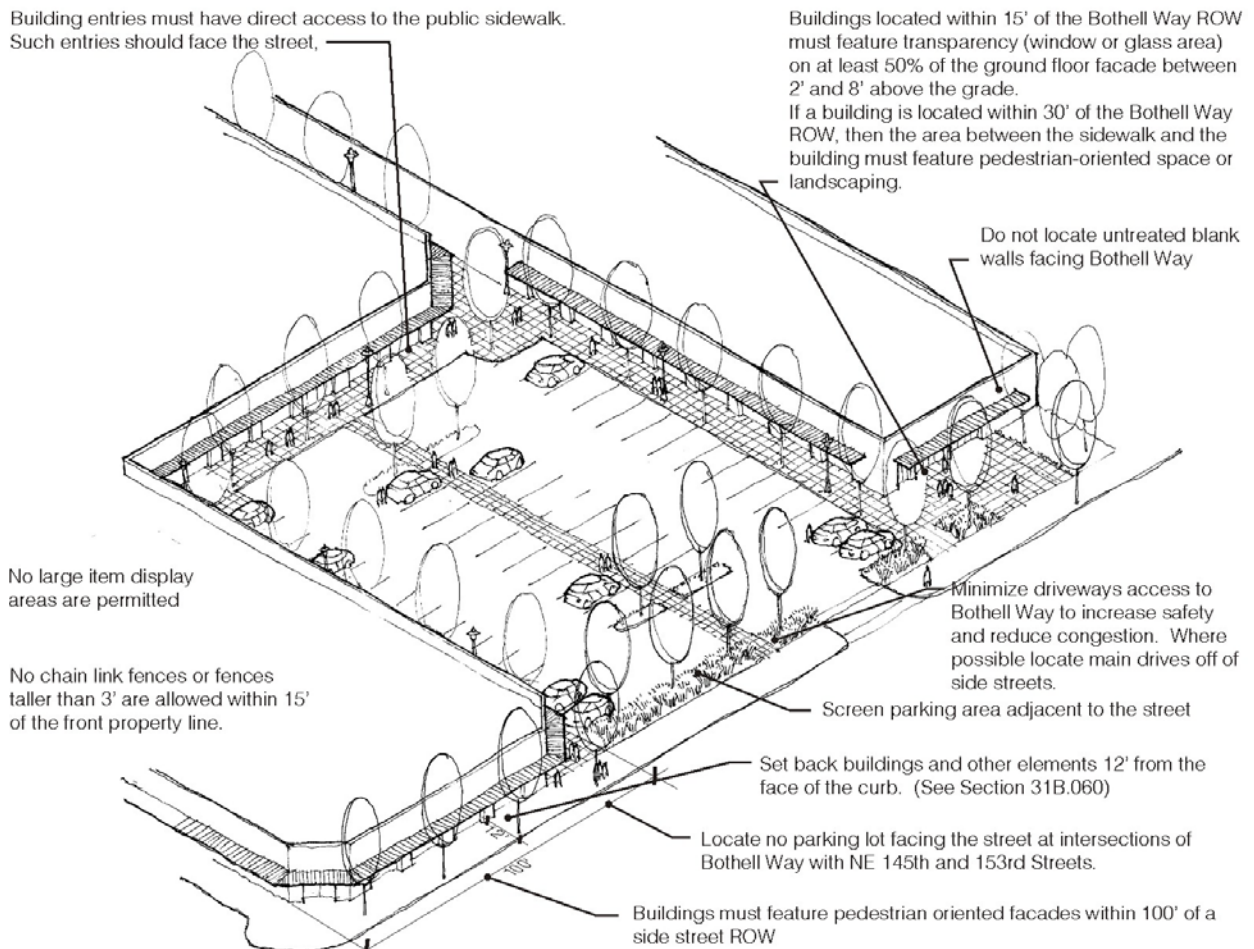 Building entries must have direct access to the public sidewalk.
Such entries should face the street,
Buildings located within 15' of the Bothell Way ROW
must feature transparency (window or glass area)
on at least 50% of the ground floor facade between
2' and 8' above the grade.
If a building is located within 30' of the Bothell Way
ROW, then the area between the sidewalk and the
building must feature pedestrian-oriented space or
landscaping.
Do not locate untreated blank
walls facing Bothell Way
No large item display
areas are permitted
No chain link fences or fences
taller than 3' are allowed within 15'
of the front property line.
Minimize driveways access to
Bothell Way to increase safety
and reduce congestion. Where
possible locate main drives off of
side streets.
Screen parking area adjacent to the street
Set back buildings and other elements 12' from the
face of the curb. (See Section 31B.060)
12'
Locate no parking lot facing the street at intersections of
Bothell Way with NE 145th and 153rd Streets.
100'
Buildings must feature pedestrian oriented facades within 100' of a
side street ROW